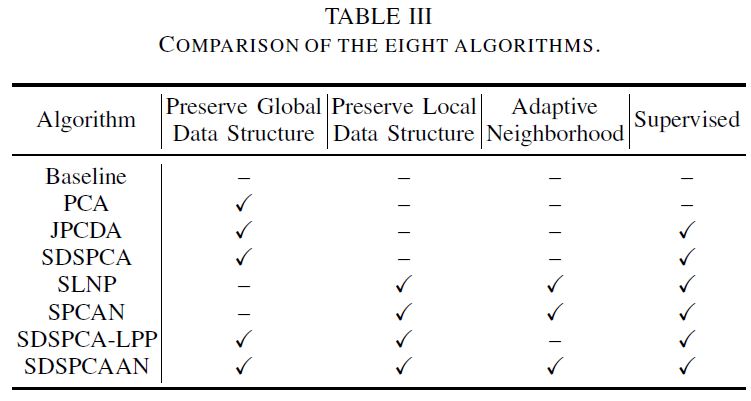 TABLE III
COMPARISON OF THE EIGHT ALGORITHMS.
Algorithm Preserve Global Data Structure Preserve Local Data Structure Adaptive Neighborhood Supervised
Baseline – – – –
PCA ✓ – – –
JPCDA ✓ – – ✓
SDSPCA ✓ – – ✓
SLNP – ✓ ✓ ✓
SPCAN – ✓ ✓ ✓
SDSPCA-LPP ✓ ✓ – ✓
SDSPCAAN ✓ ✓ ✓ ✓